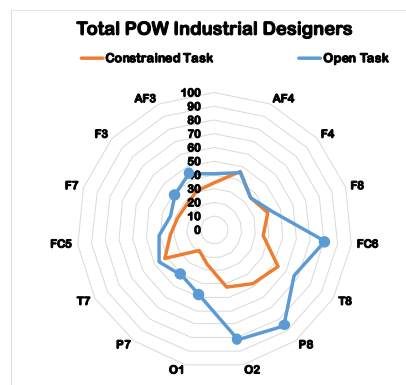 Total POW Industrial Designers
Constrained Task Open Task
AF3 AF4
F3 F4
F7 F8
FC5 FC6
T7 T8
P7 P8
O1 O2
100
90
80
70
60
50
40
30
20
10
0